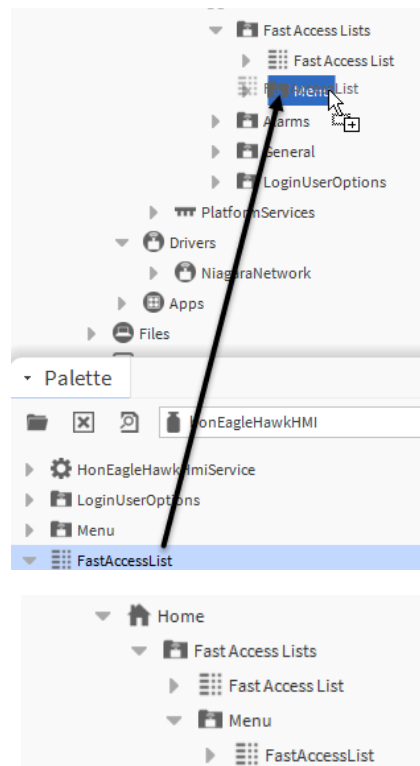 Fast Access Lists
Fast Access List
Menu List
Alarms
General
LoginUserOptions
PlatformServices
Drivers
NiagaraNetwork
Apps
Files
Palette
honEagleHawkHMI
HonEagleHawkHmiService
LoginUserOptions
Menu
FastAccessList
Home
Fast Access Lists
Fast Access List
Menu
FastAccessList